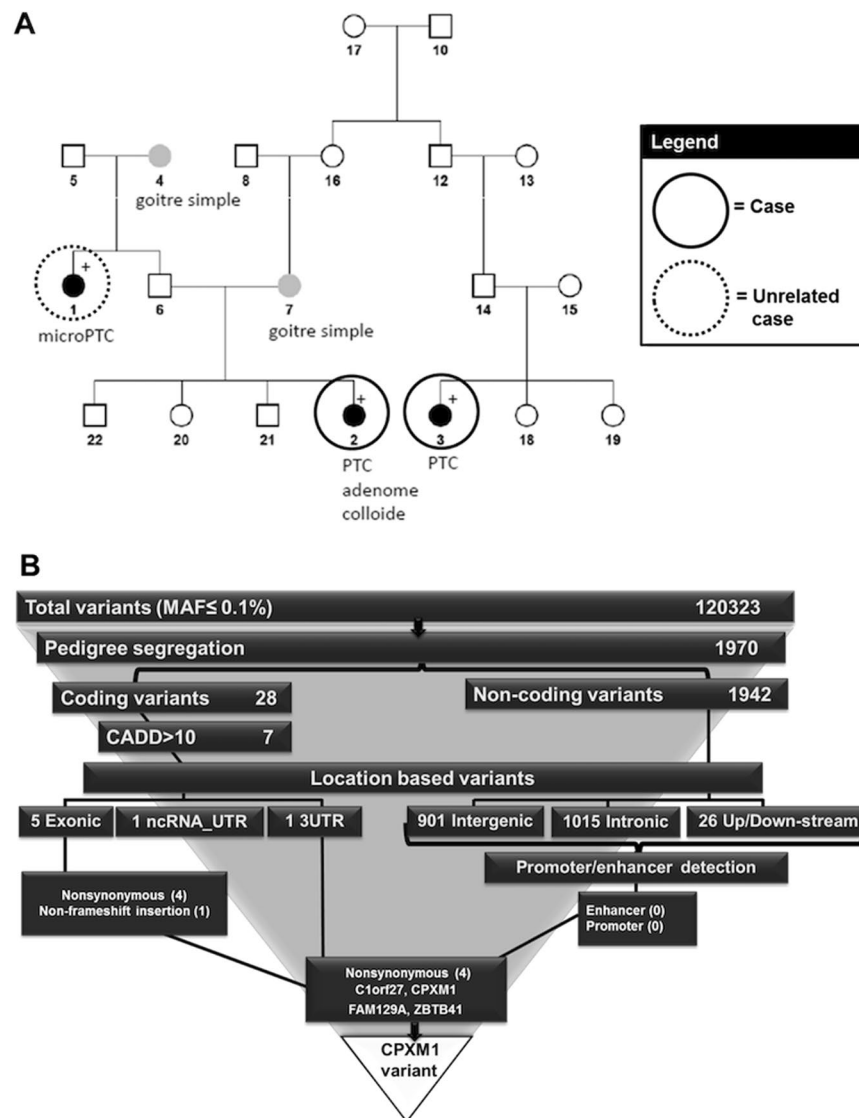 A
17 10
Legend
= Case
= Unrelated
case
5 4 8 16 12 13
goitre simple
+
1 6 7 14 15
microPTC
goitre simple
+ +
22 20 21 2 3 18 19
PTC PTC
adenome
colloide
B
Total variants (MAF≤ 0.1%) 120323
Pedigree segregation 1970
Coding variants 28
Non-coding variants 1942
CADD>10 7
Location based variants
5 Exonic 1 ncRNA_UTR 1 3UTR 901 Intergenic 1015 Intronic 26 Up/Down-stream
Promoter/enhancer detection
Nonsynonymous (4)
Non-frameshift insertion (1)
Enhancer (0)
Promoter (0)
Nonsynonymous (4)
C1orf27, CPXM1
FAM129A, ZBTB41
CPXM1
variant